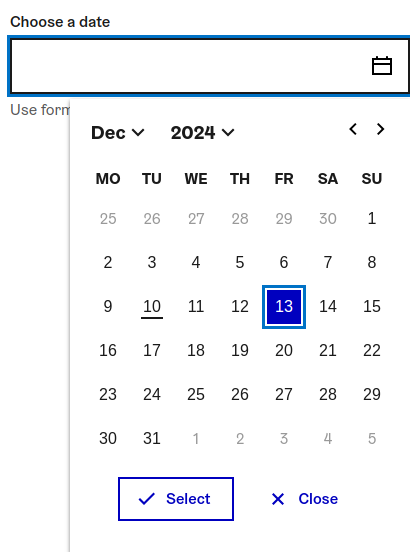 Choose a date
Use form
Dec 2024
MO TU WE TH FR SA SU
25 26 27 28 29 30 1
2 3 4 5 6 7 8
9 10 11 12 13 14 15
16 17 18 19 20 21 22
23 24 25 26 27 28 29
30 31 1 2 3 4 5
Select Close